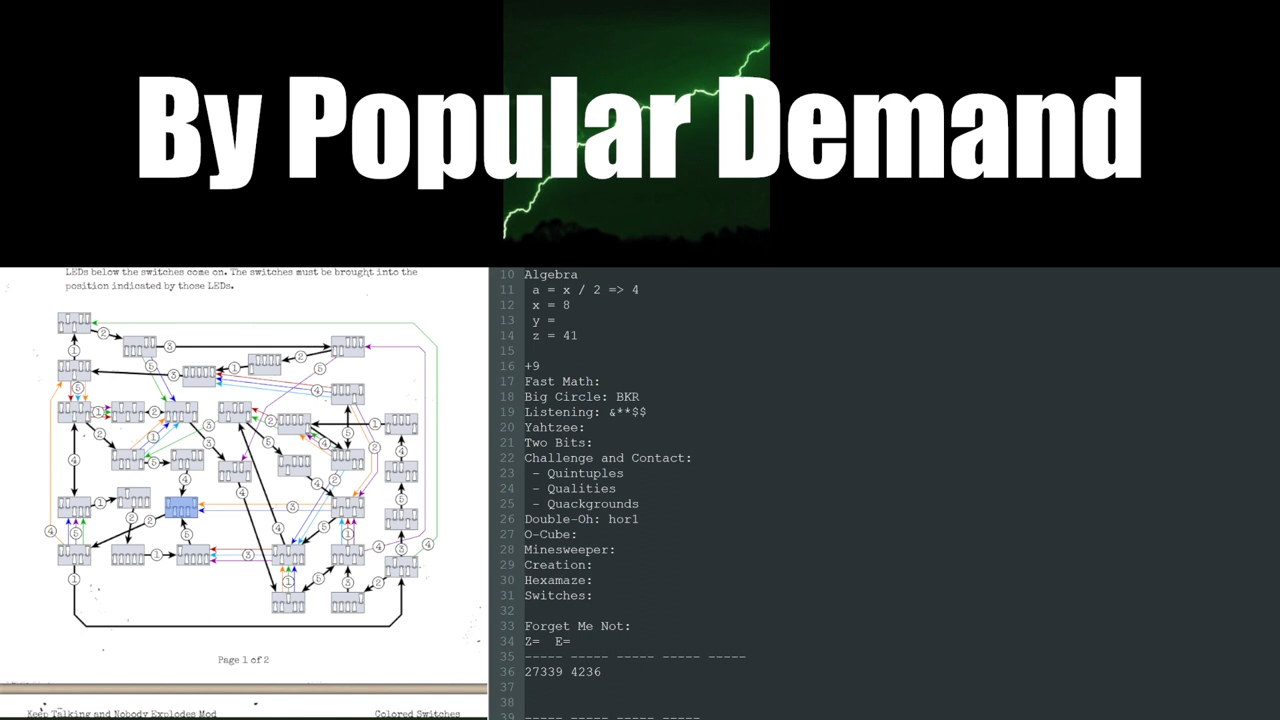 By Popular Demand
LEDs below the switches come on. The switches must be brought into the
position indicated by those LEDs.
Page 1 of 2
Keep Talking and Nobody Explodes Mod
Colored Switches
10 Algebra
11 a = x / 2 => 4
12 x = 8
13 y =
14 z = 41
15
16 +9
17 Fast Math:
18 Big Circle: BKR
19 Listening: &**$$
20 Yahtzee:
21 Two Bits:
22 Challenge and Contact:
23 - Quintuples
24 - Qualities
25 - Quackgrounds
26 Double-Oh: hor1
27 O-Cube:
28 Minesweeper:
29 Creation:
30 Hexamaze:
31 Switches:
32
33 Forget Me Not:
34 Z= E=
35 ----- ----- ----- ----- -----
36 27339 4236
37
38
39 ----- ----- ----- -----